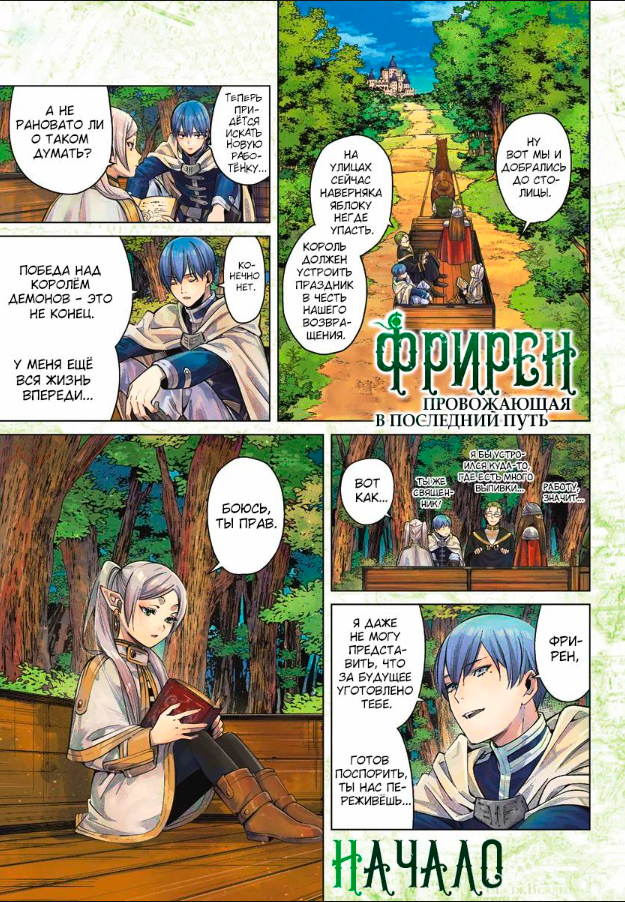 НУ
ВОТ МЫ И
ДОБРАЛИСЬ
ДО СТО-
ЛИЦЫ.
НА
УЛИЦАХ
СЕЙЧАС
НАВЕРНЯКА
ЯБЛОКУ
НЕГДЕ
УПАСТЬ.
КОРОЛЬ
ДОЛЖЕН
УСТРОИТЬ
ПРАЗДНИК
В ЧЕСТЬ
НАШЕГО
ВОЗВРА-
ЩЕНИЯ.
ФРИРЕН
ПРОВОЖАЮЩАЯ
В ПОСЛЕДНИЙ ПУТЬ
ТЕПЕРЬ
ПРИ-
ДЁТСЯ
ИСКАТЬ
НОВУЮ
РАБО-
ТЁНКУ...
А НЕ
РАНОВАТО ЛИ
О ТАКОМ
ДУМАТЬ?
КО-
НЕЧНО
НЕТ.
ПОБЕДА НАД
КОРОЛЁМ
ДЕМОНОВ - ЭТО
НЕ КОНЕЦ.
У МЕНЯ ЕЩЁ
ВСЯ ЖИЗНЬ
ВПЕРЕДИ...
РАБОТУ,
ЗНАЧИТ...
Я БЫ УСТРО-
ИЛСЯ КУДА-ТО,
ГДЕ ЕСТЬ МНОГО
ВЫПИВКИ...
ТЫ ЖЕ
СВЯЩЕН-
НИК!
ВОТ
КАК...
ФРИ-
РЕН,
Я ДАЖЕ
НЕ МОГУ
ПРЕДСТА-
ВИТЬ, ЧТО
ЗА БУДУЩЕЕ
УГОТОВЛЕНО
ТЕБЕ.
ГОТОВ
ПОСПОРИТЬ,
ТЫ НАС ПЕ-
РЕЖИВЁШЬ...
БОЮСЬ,
ТЫ ПРАВ.
НАЧАЛО